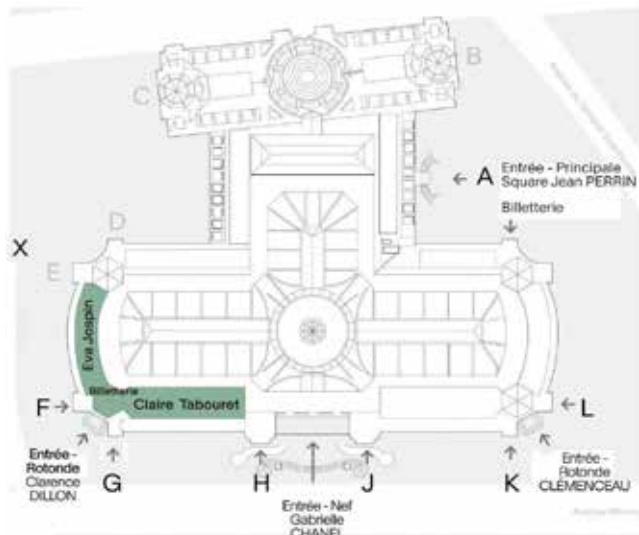 B
C
A
Entrée - Principale
Square Jean PERRIN
Billetterie
D
X
E
Eva Jospin
Billetterie
Claire Tabouret
F
L
Entrée -
Rotonde
Clarence
DILLON
G
H
J
K
Entrée -
Rotonde
CLÉMENCEAU
Entrée - Nef
Gabrielle
CHANEL